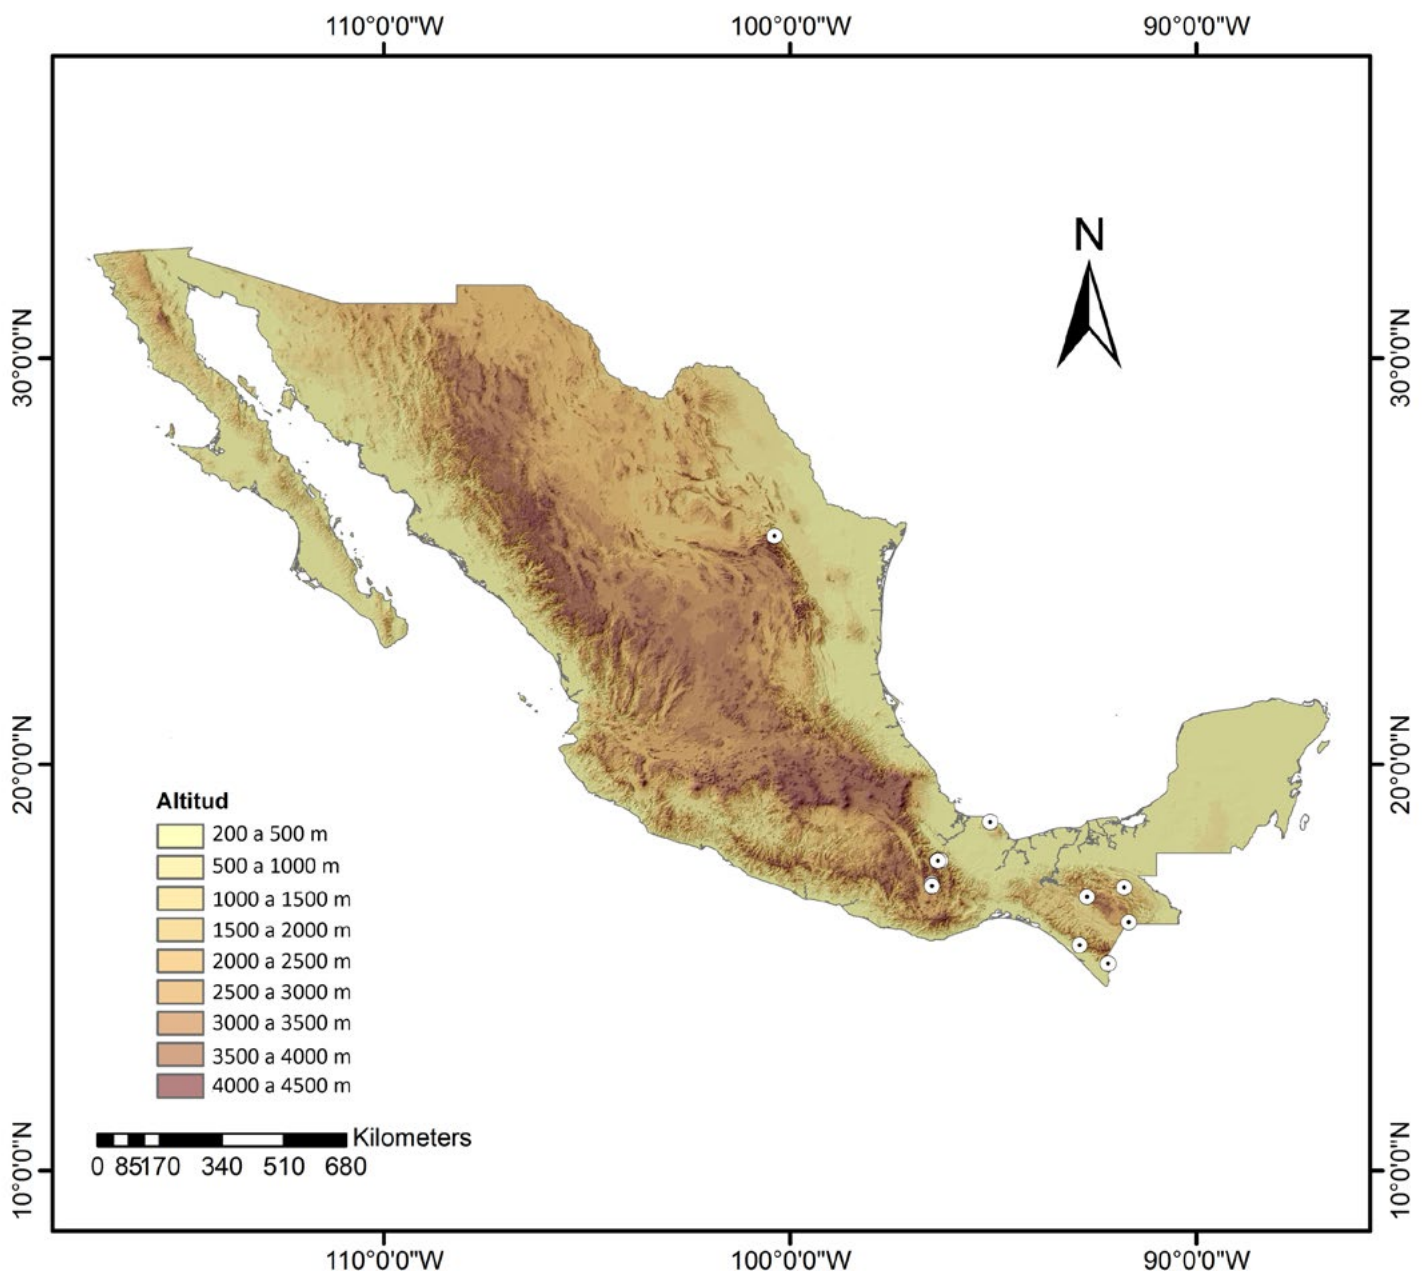 110°0'0"W 100°0'0"W 90°0'0"W
N
30°0'0"N 30°0'0"N
20°0'0"N 20°0'0"N
Altitud
200 a 500 m
500 a 1000 m
1000 a 1500 m
1500 a 2000 m
2000 a 2500 m
2500 a 3000 m
3000 a 3500 m
3500 a 4000 m
4000 a 4500 m
Kilometers
0 85170 340 510 680
10°0'0"N 10°0'0"N
110°0'0"W 100°0'0"W 90°0'0"W